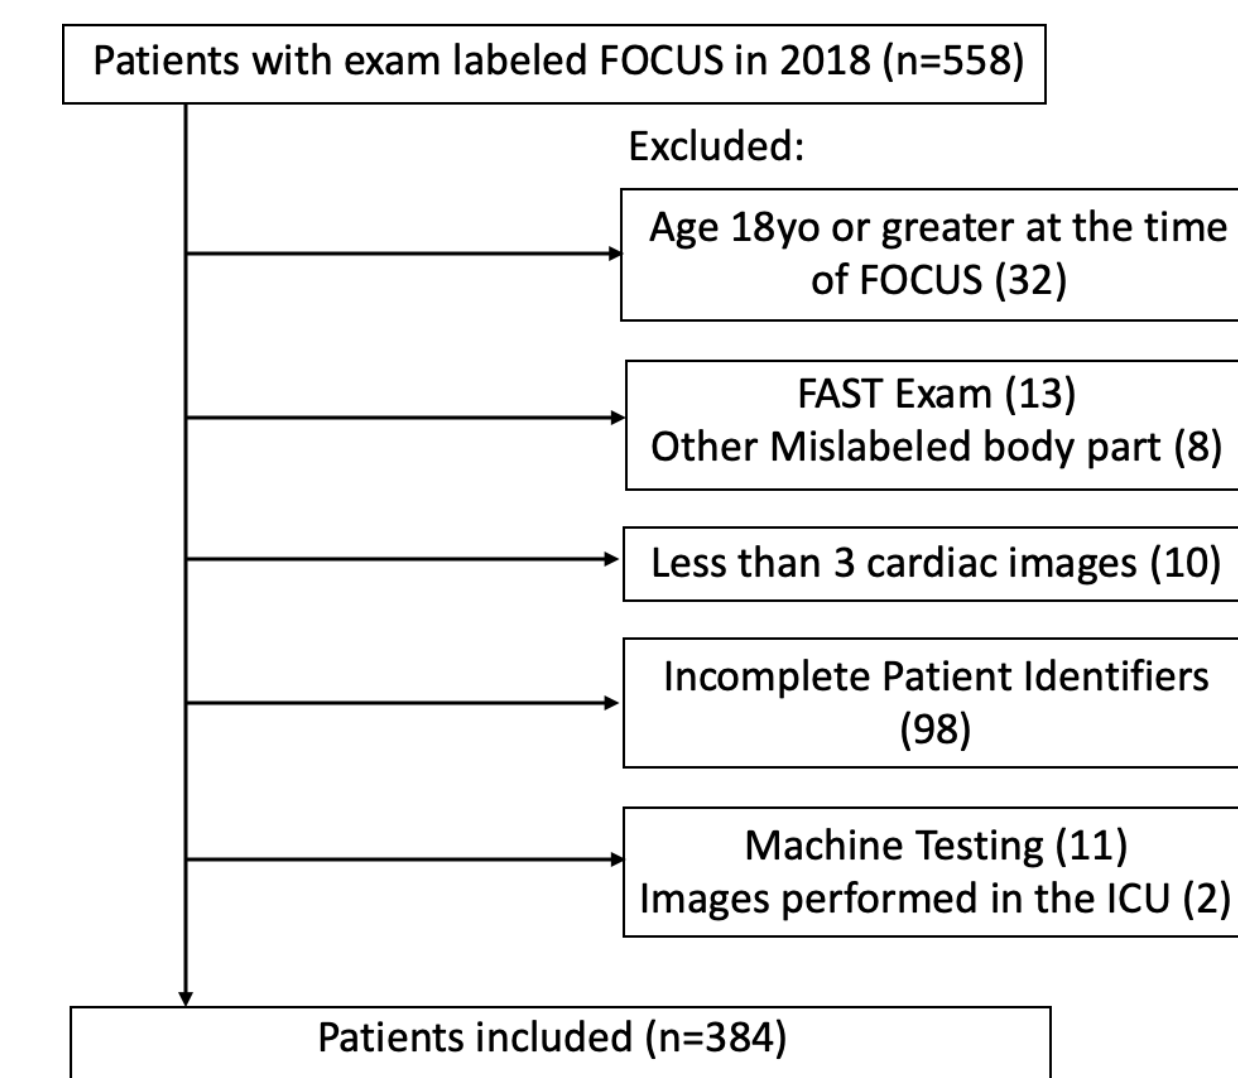 Patients with exam labeled FOCUS in 2018 (n=558)
Excluded:
Age 18yo or greater at the time
of FOCUS (32)
FAST Exam (13)
Other Mislabeled body part (8)
Less than 3 cardiac images (10)
Incomplete Patient Identifiers
(98)
Machine Testing (11)
Images performed in the ICU (2)
Patients included (n=384)